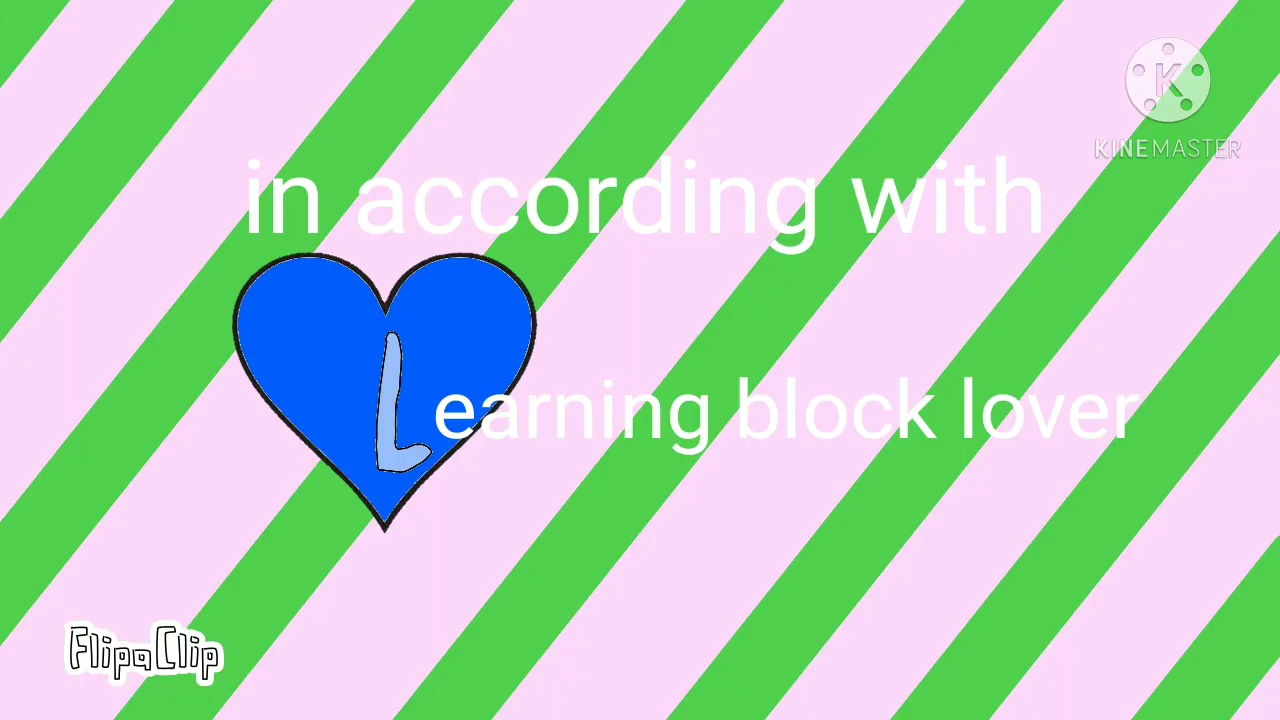 K
KINEMASTER
in according with
Learning block lover
FlipaClip